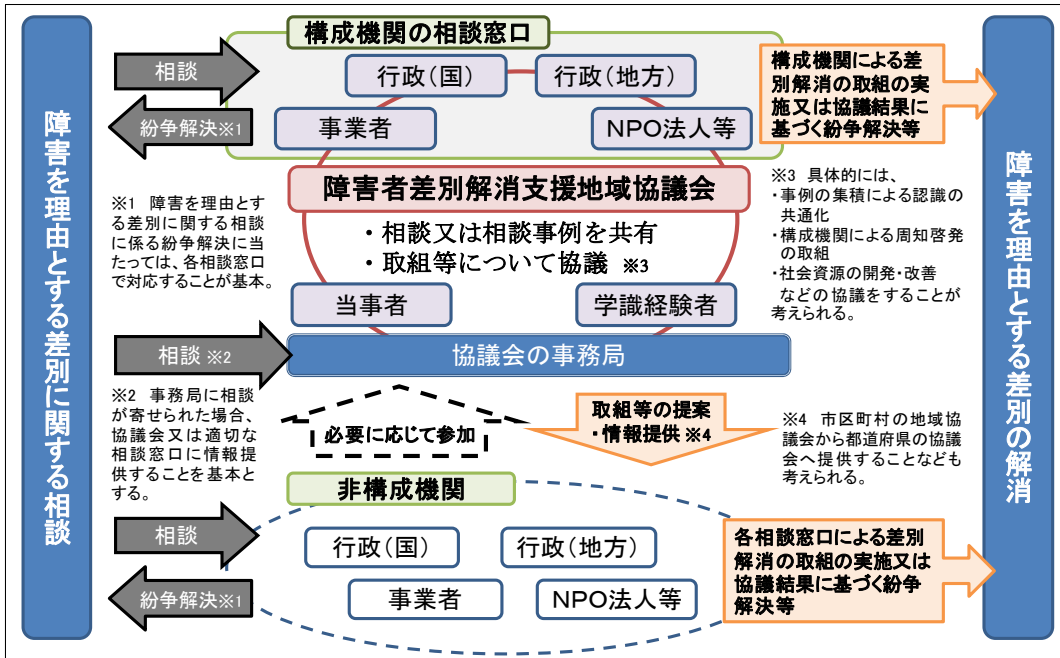 障害を理由とする差別に関する相談
構成機関の相談窓口
相談
紛争解決※1
行政(国)
行政(地方)
事業者
NPO法人等
構成機関による差
別解消の取組の実
施又は協議結果に
基づく紛争解決等
障害者差別解消支援地域協議会
・相談又は相談事例を共有
・取組等について協議 ※3
当事者
学識経験者
※1 障害を理由とす
る差別に関する相談
に係る紛争解決に当
たっては、各相談窓口
で対応することが基本。
※3 具体的には、
・事例の集積による認識の
共通化
・構成機関による周知啓発
の取組
・社会資源の開発・改善
などの協議をすることが
考えられる。
相談 ※2
協議会の事務局
※2 事務局に相談
が寄せられた場合、
協議会又は適切な
相談窓口に情報提
供することを基本と
する。
必要に応じて参加
取組等の提案
・情報提供 ※4
※4 市区町村の地域協
議会から都道府県の協議
会へ提供することなども
考えられる。
非構成機関
相談
紛争解決※1
行政(国)
行政(地方)
事業者
NPO法人等
各相談窓口による差別
解消の取組の実施又は
協議結果に基づく紛争
解決等
障害を理由とする差別の解消